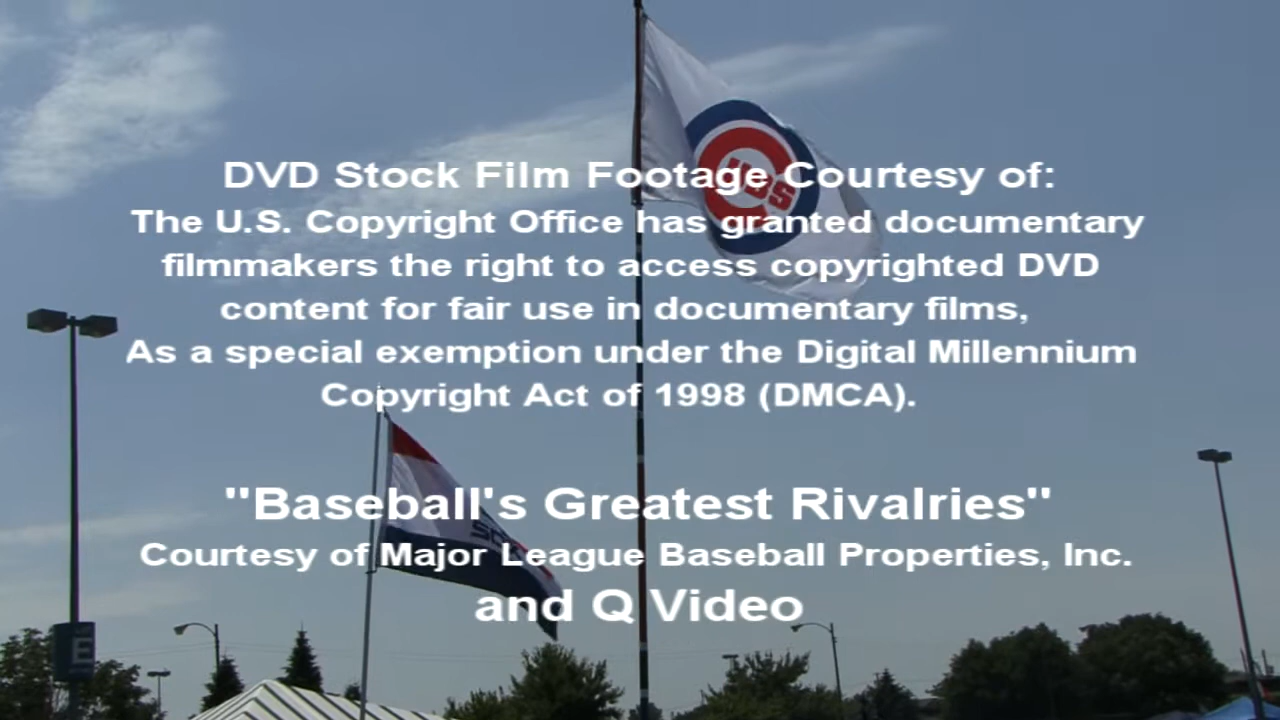 DVD Stock Film Footage Courtesy of:
The U.S. Copyright Office has granted documentary
filmmakers the right to access copyrighted DVD
content for fair use in documentary films,
As a special exemption under the Digital Millennium
Copyright Act of 1998 (DMCA).
"Baseball's Greatest Rivalries"
Courtesy of Major League Baseball Properties, Inc.
and Q Video
UBS
E